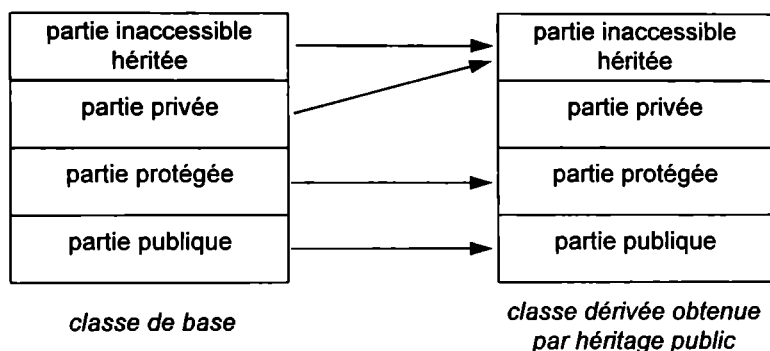 partie inaccessible
héritée
partie privée
partie protégée
partie publique
classe de base
partie inaccessible
héritée
partie privée
partie protégée
partie publique
classe dérivée obtenue
par héritage public